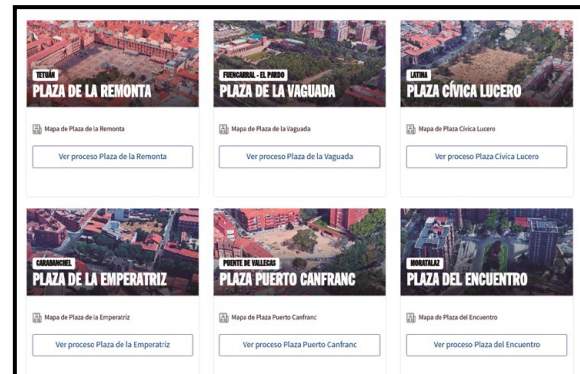 TETUÁN
PLAZA DE LA REMONTA
Mapa de Plaza de la Remonta
Ver proceso Plaza de la Remonta
FUENCARRAL - EL PARDO
PLAZA DE LA VAGUADA
Mapa de Plaza de la Vaguada
Ver proceso Plaza de la Vaguada
LATINA
PLAZA CÍVICA LUCERO
Mapa de Plaza Cívica Lucero
Ver proceso Plaza Cívica Lucero
CARABANCHEL
PLAZA DE LA EMPERATRIZ
Mapa de Plaza de la Emperatriz
Ver proceso Plaza de la Emperatriz
PUENTE DE VALLECAS
PLAZA PUERTO CANFRANC
Mapa de Plaza Puerto Canfranc
Ver proceso Plaza Puerto Canfranc
MORATALAZ
PLAZA DEL ENCUENTRO
Mapa de Plaza del Encuentro
Ver proceso Plaza del Encuentro